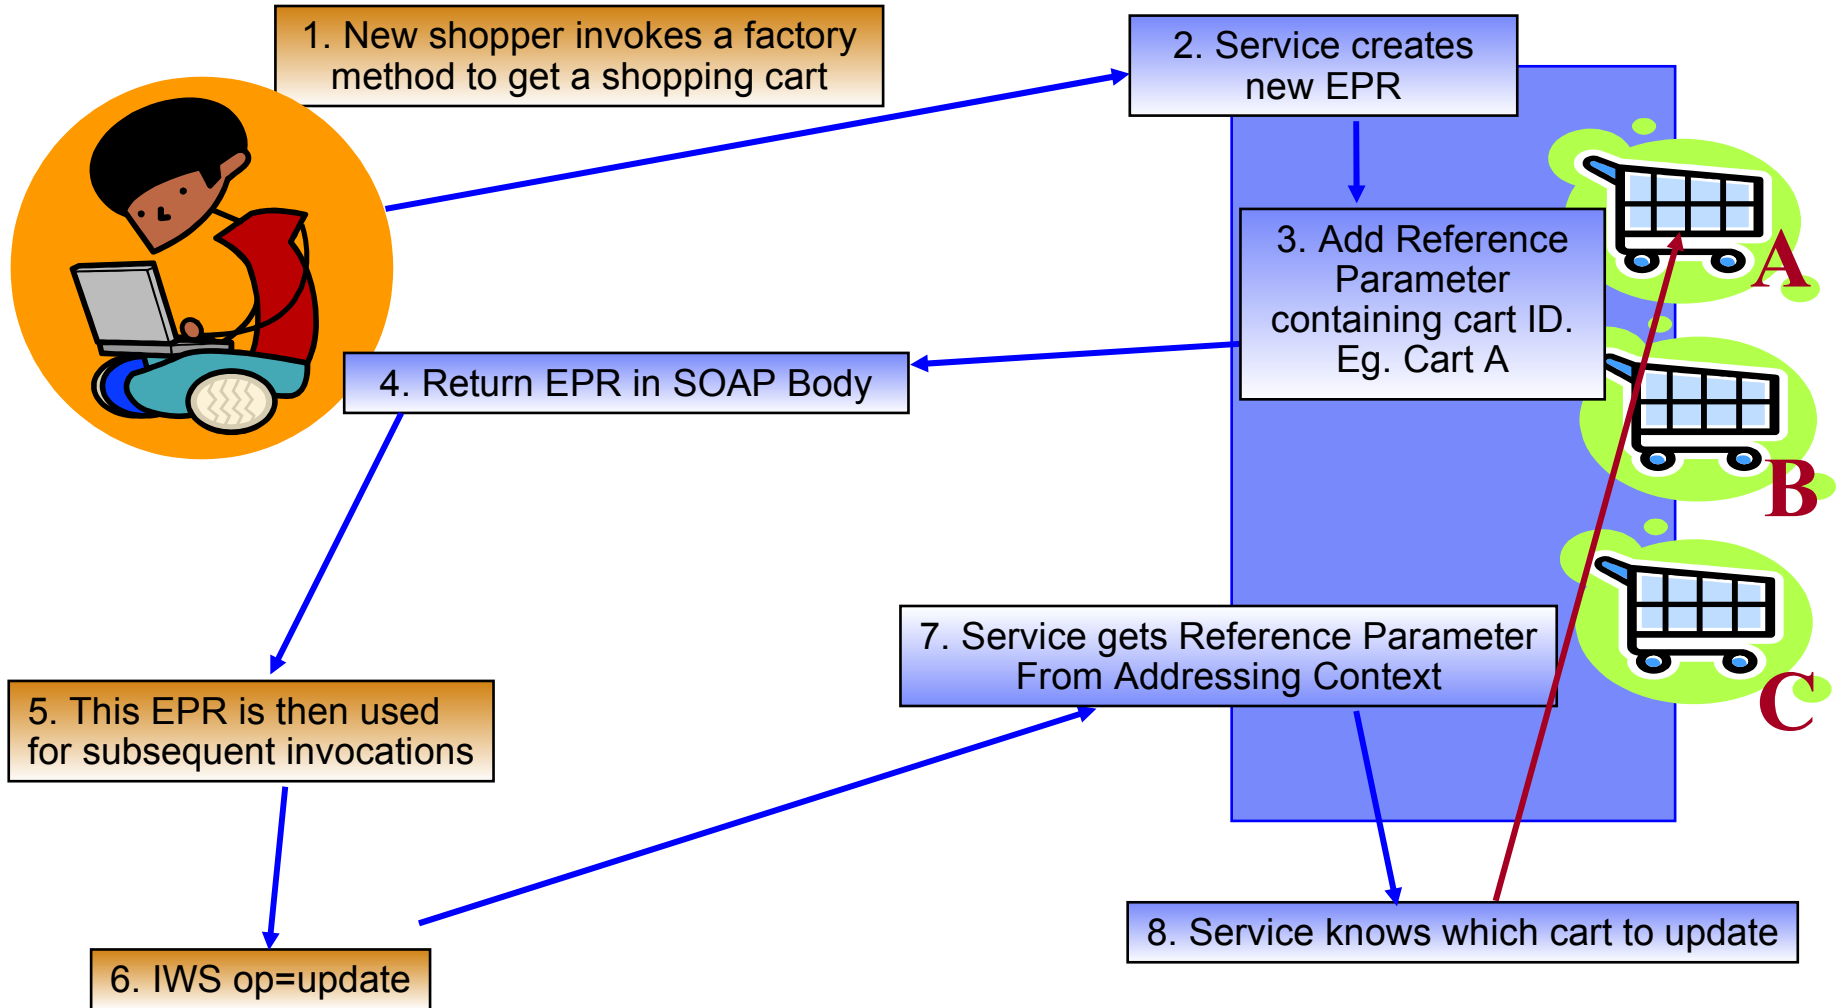 1. New shopper invokes a factory
method to get a shopping cart
2. Service creates
new EPR
3. Add Reference
Parameter
containing cart ID.
Eg. Cart A
A
4. Return EPR in SOAP Body
B
5. This EPR is then used
for subsequent invocations
6. IWS op=update
7. Service gets Reference Parameter
From Addressing Context
C
8. Service knows which cart to update